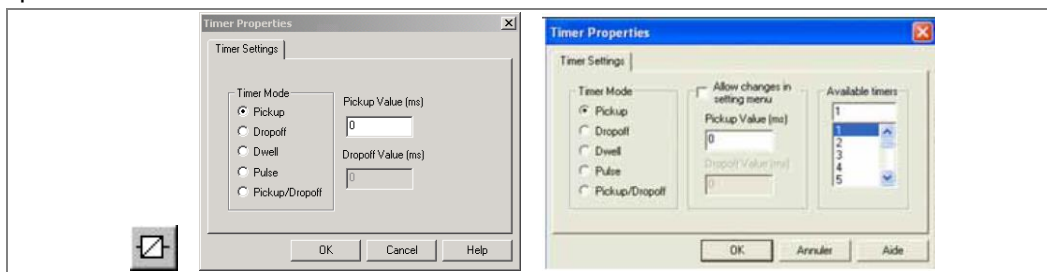 Timer Properties
Timer Settings
Timer Mode
Pickup
Dropoff
Dwell
Pulse
Pickup/Dropoff
Pickup Value (ms)
0
Dropoff Value (ms)
0
OK Cancel Help
Timer Properties
Timer Settings
Timer Mode
Pickup
Dropoff
Dwell
Pulse
Pickup/Dropoff
Allow changes in
setting menu
Pickup Value (ms)
0
Dropoff Value (ms)
0
Available timers
1
1
2
3
4
5
OK Annuler Aide